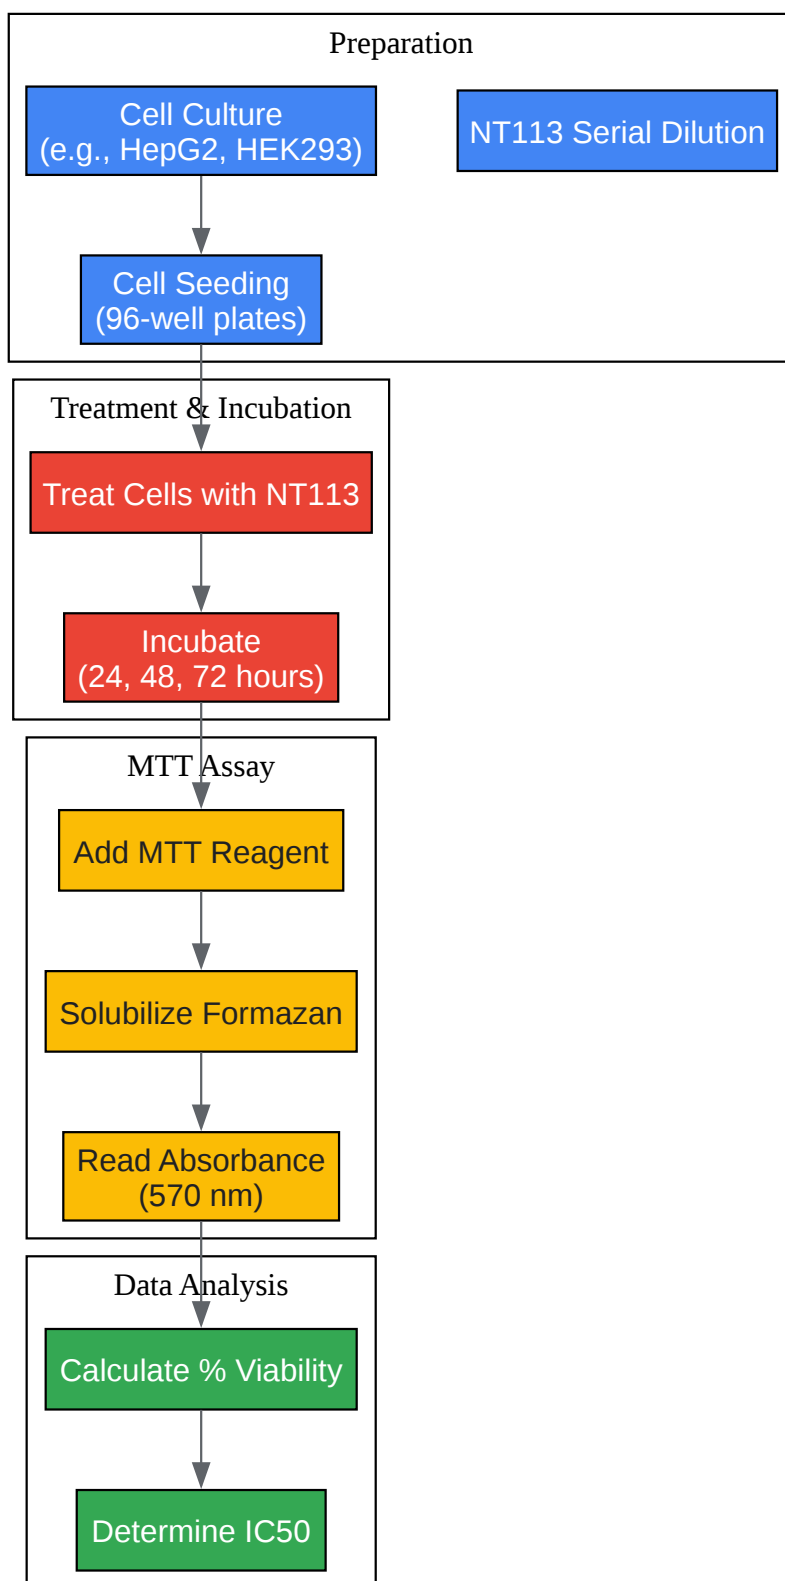 Preparation
Cell Culture
(e.g., HepG2, HEK293)
NT113 Serial Dilution
Cell Seeding
(96-well plates)
Treatment & Incubation
Treat Cells with NT113
Incubate
(24, 48, 72 hours)
MTT Assay
Add MTT Reagent
Solubilize Formazan
Read Absorbance
(570 nm)
Data Analysis
Calculate % Viability
Determine IC50